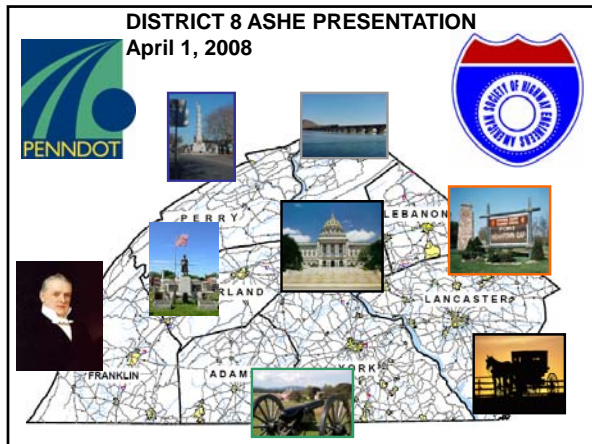 DISTRICT 8 ASHE PRESENTATION
April 1, 2008
PENNDOT
AMERICAN SOCIETY OF HIGHWAY ENGINEERS
PERRY
LEBANON
RLAND
LANCASTER
FRANKLIN
ADAM
YORK